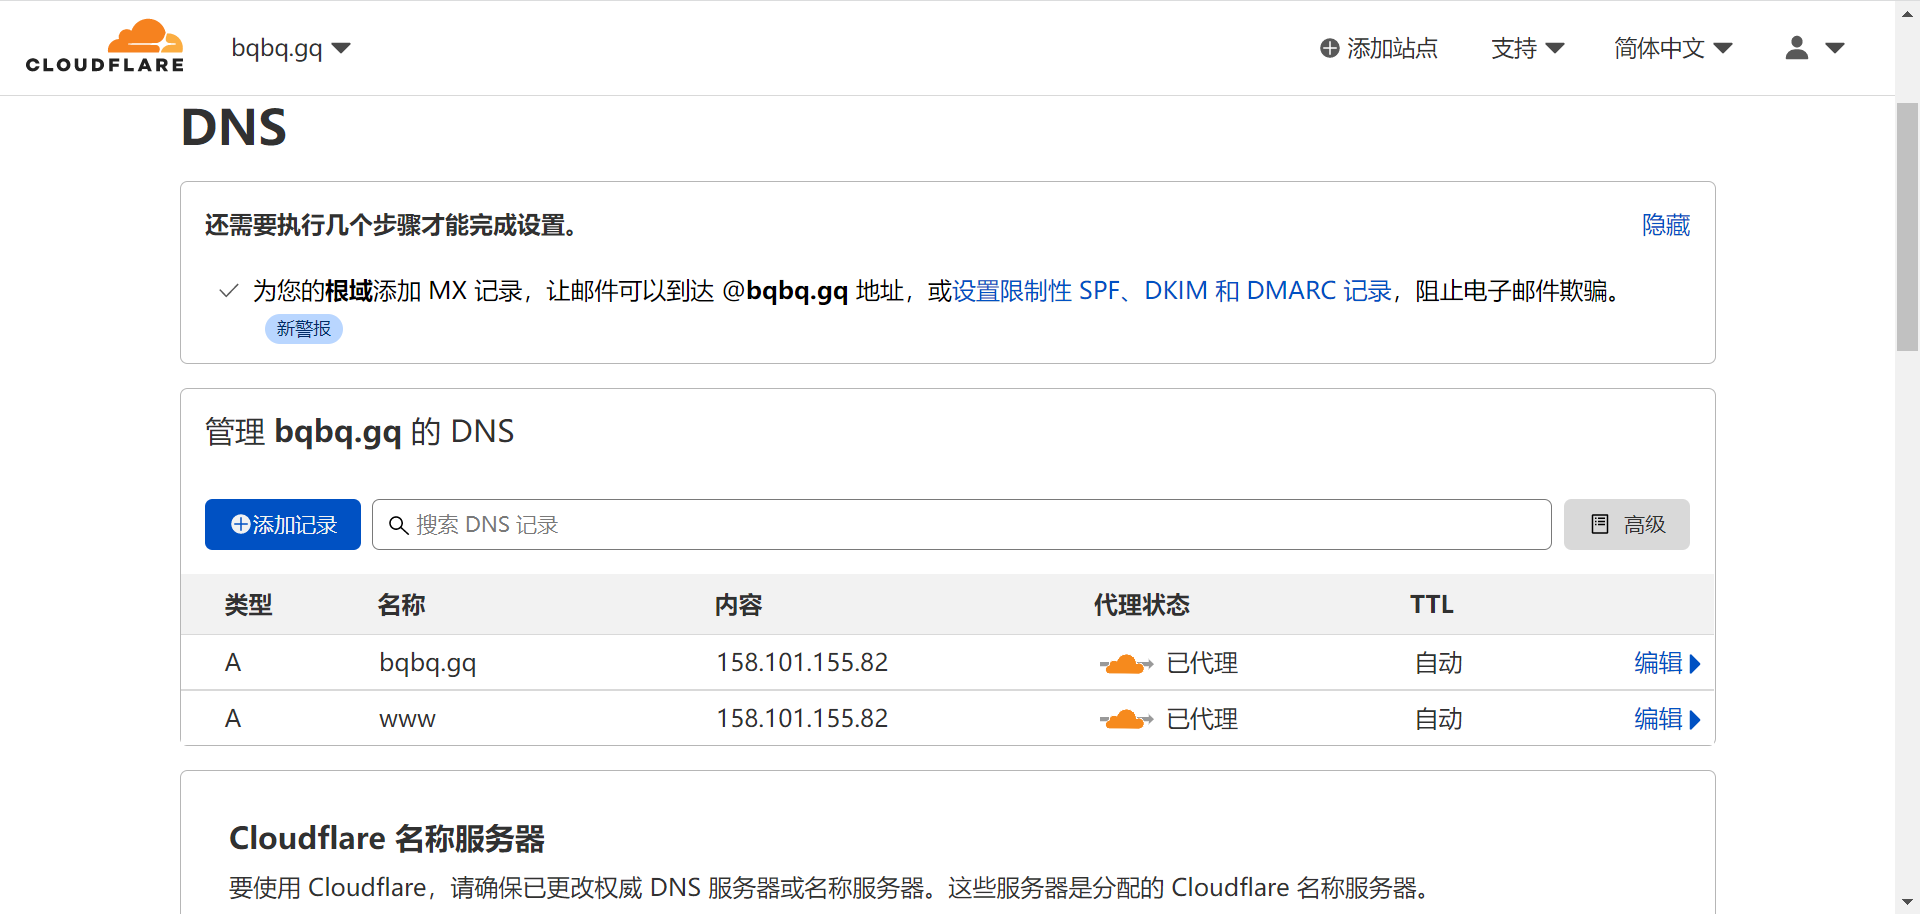 CLOUDFLARE
bqbq.gq
添加站点
支持
简体中文
DNS
还需要执行几个步骤才能完成设置。
隐藏
为您的根域添加 MX 记录，让邮件可以到达 @bqbq.gq 地址，或设置限制性 SPF、DKIM 和 DMARC 记录，阻止电子邮件欺骗。
新警报
管理 bqbq.gq 的 DNS
添加记录
搜索 DNS 记录
高级
类型 名称 内容 代理状态 TTL
A bqbq.gq 158.101.155.82 已代理 自动 编辑
A www 158.101.155.82 已代理 自动 编辑
Cloudflare 名称服务器
要使用 Cloudflare，请确保已更改权威 DNS 服务器或名称服务器。这些服务器是分配的 Cloudflare 名称服务器。